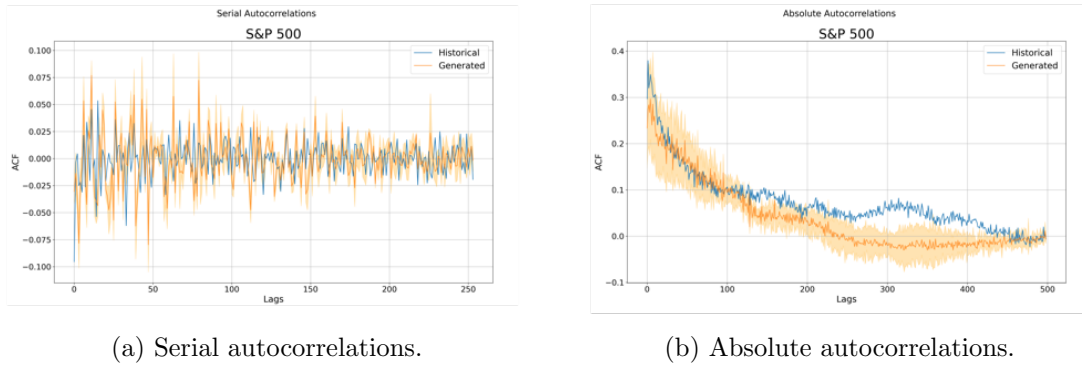 Serial Autocorrelations
S&P 500
Historical
Generated
0.100
0.075
0.050
0.025
0.000
−0.025
−0.050
−0.075
−0.100
ACF
0
50
100
150
200
250
Lags
(a) Serial autocorrelations.
Absolute Autocorrelations
S&P 500
Historical
Generated
0.4
0.3
0.2
0.1
0.0
−0.1
ACF
0
100
200
300
400
500
Lags
(b) Absolute autocorrelations.